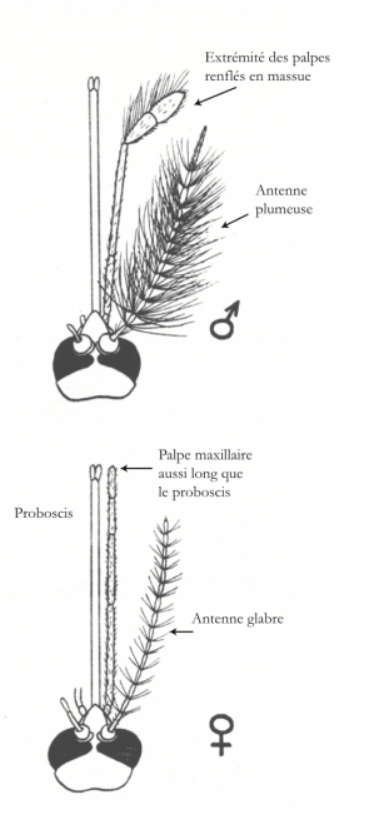 Extrémité des palpes
renflés en massue
Antenne
plumeuse
♂
Palpe maxillaire
aussi long que
le proboscis
Proboscis
Antenne glabre
♀